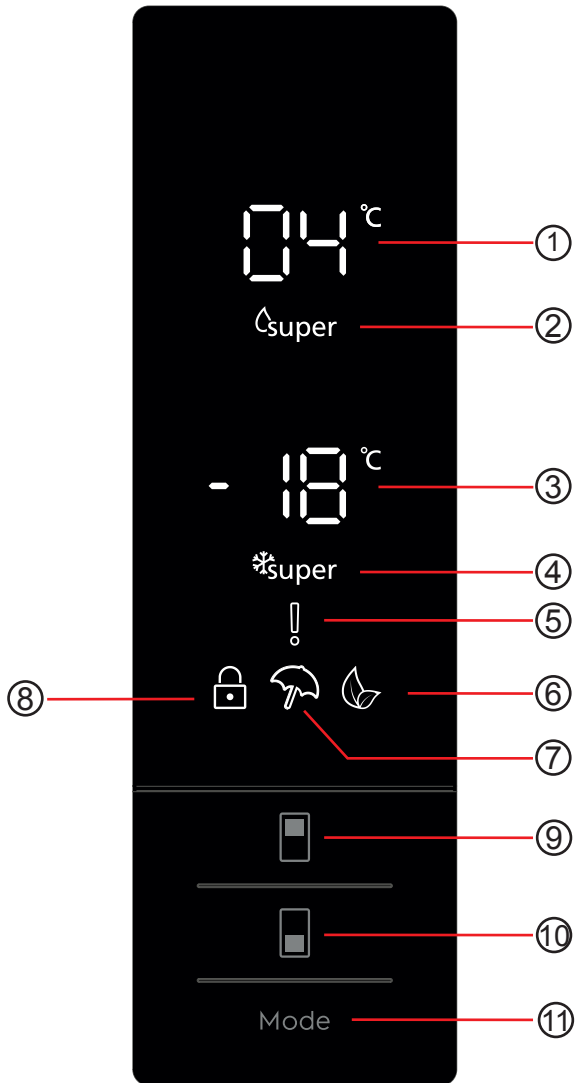 04 °C
①
super
②
-18 °C
③
super
④
⑤
⑧
⑥
⑦
⑨
⑩
Mode
⑪